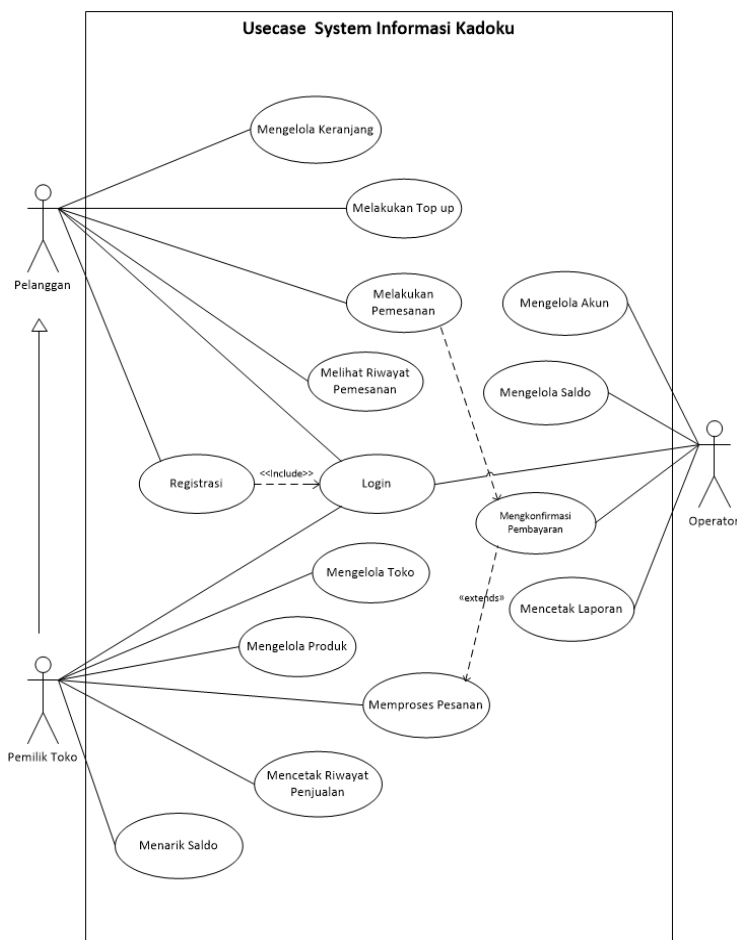 Usecase System Informasi Kadoku
Mengelola Keranjang
Melakukan Top up
Pelanggan
Melakukan
Pemesanan
Mengelola Akun
Melihat Riwayat
Pemesanan
Mengelola Saldo
Registrasi
<<Include>>
Login
Operator
Mengkonfirmasi
Pembayaran
Mengelola Toko
«extends»
Mencetak Laporan
Mengelola Produk
Memproses Pesanan
Pemilik Toko
Mencetak Riwayat
Penjualan
Menarik Saldo